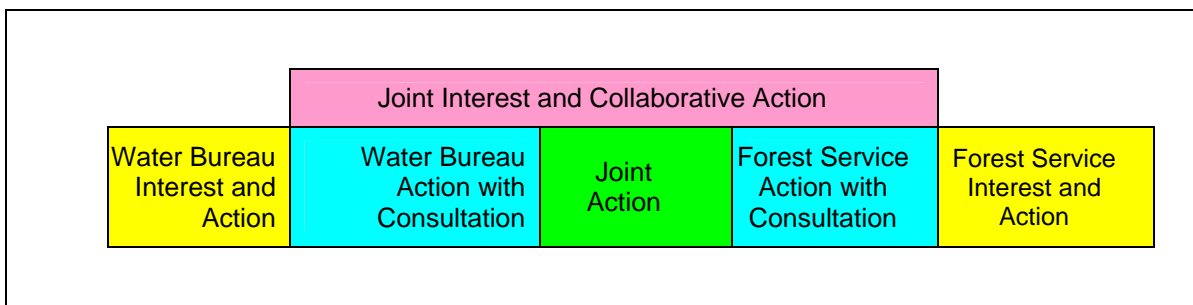 Joint Interest and Collaborative Action
Water Bureau
Interest and
Action
Water Bureau
Action with
Consultation
Joint
Action
Forest Service
Action with
Consultation
Forest Service
Interest and
Action